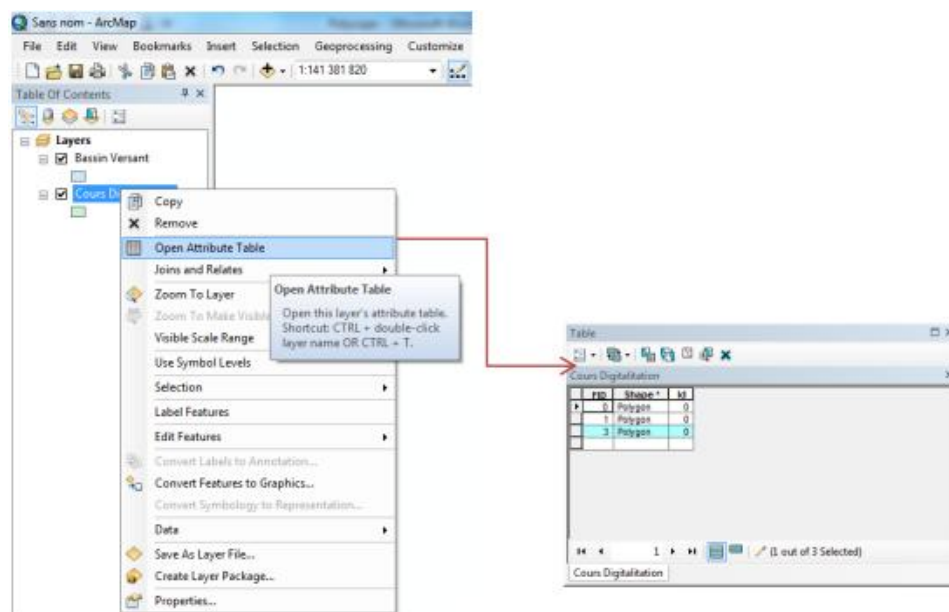 Sans nom - ArcMap
File Edit View Bookmarks Insert Selection Geoprocessing Customize
1:141 381 820
Table Of Contents
Layers
Bassin Versant
Cours Di
Copy
Remove
Open Attribute Table
Joins and Relates
Zoom To Layer
Zoom To Make Visible
Visible Scale Range
Use Symbol Levels
Selection
Label Features
Edit Features
Convert Labels to Annotation...
Convert Features to Graphics...
Convert Symbology to Representation...
Data
Save As Layer File...
Create Layer Package...
Properties...
Open Attribute Table
Open this layer's attribute table.
Shortcut: CTRL + double-click
layer name OR CTRL + T.
Table
Cours Digitalitation
FID Shape * Id
0 Polygon 0
1 Polygon 0
3 Polygon 0
1 (1 out of 3 Selected)
Cours Digitalitation